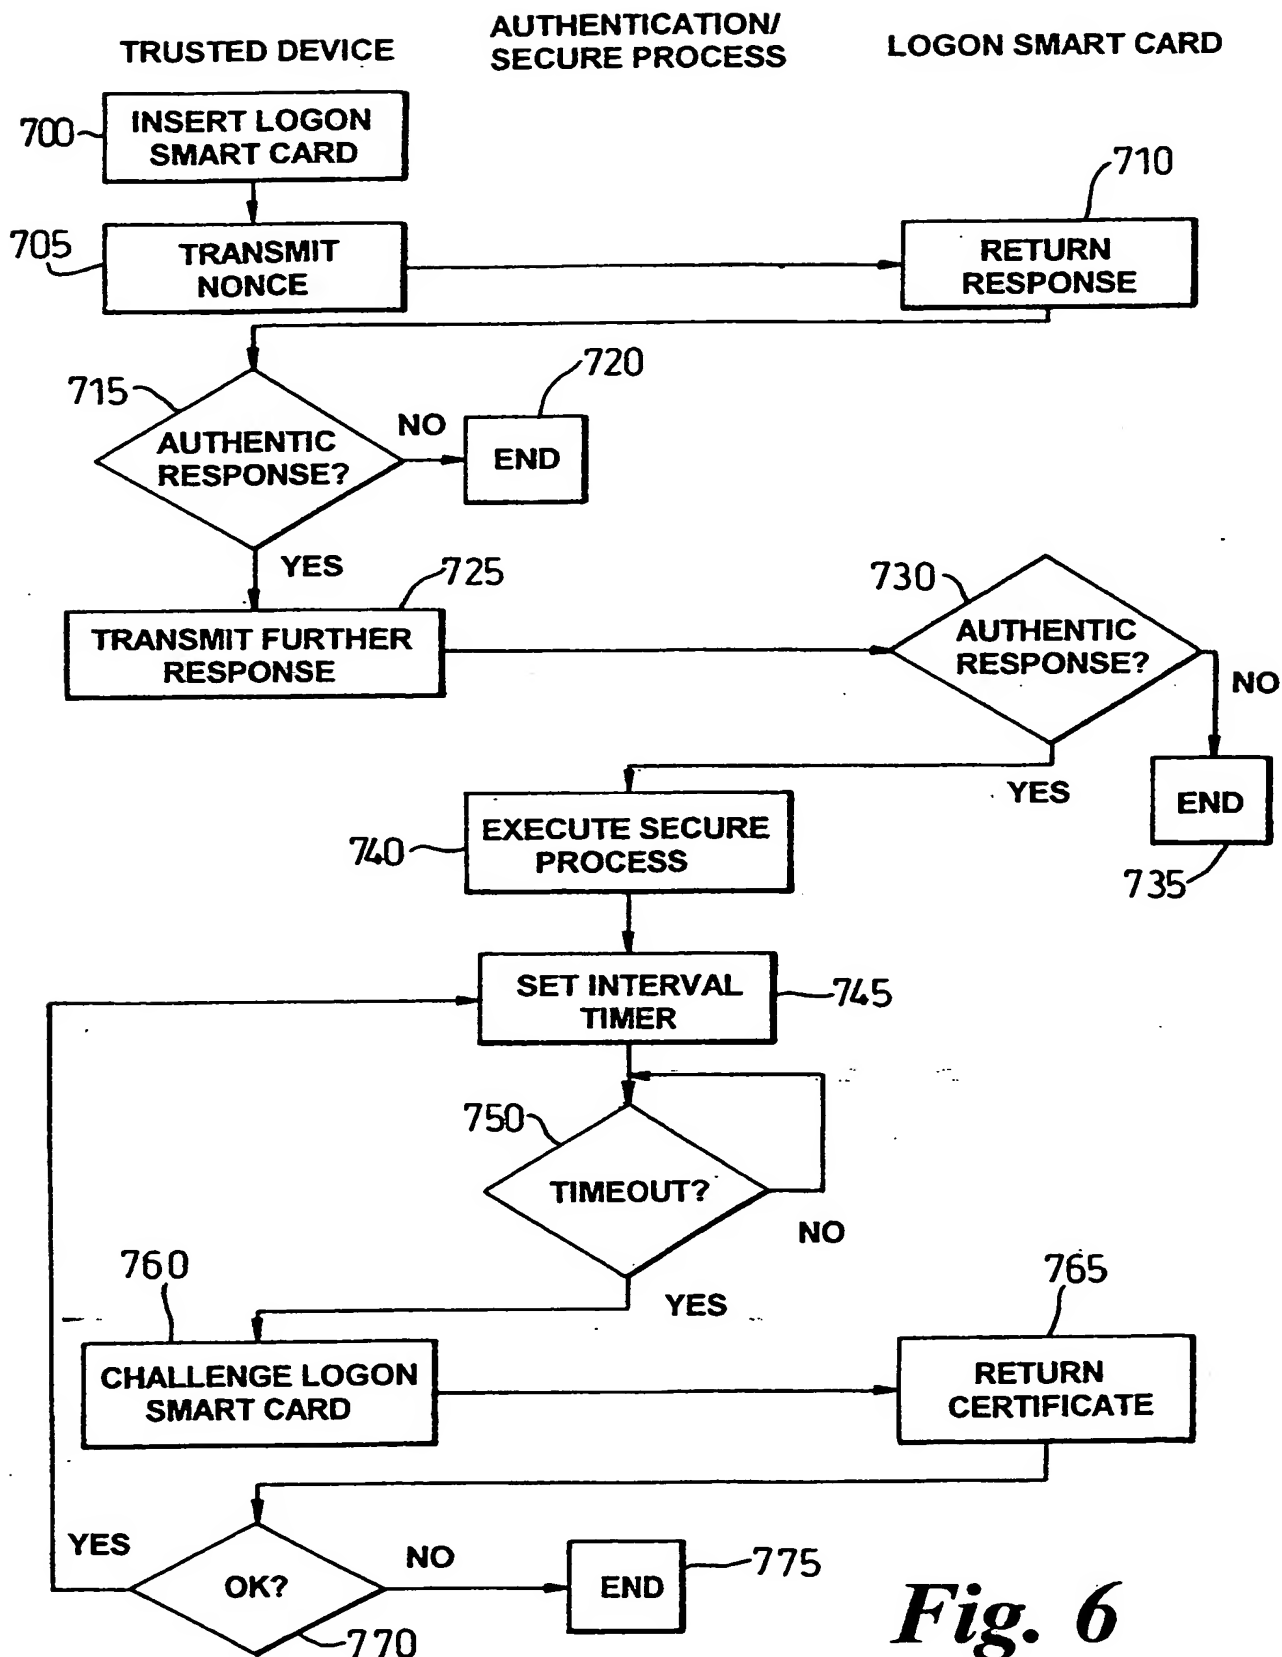 TRUSTED DEVICE
AUTHENTICATION/
SECURE PROCESS
LOGON SMART CARD
700
INSERT LOGON
SMART CARD
710
705
TRANSMIT
NONCE
RETURN
RESPONSE
715
AUTHENTIC
RESPONSE?
NO
720
END
YES
725
TRANSMIT FURTHER
RESPONSE
730
AUTHENTIC
RESPONSE?
NO
YES
END
735
740
EXECUTE SECURE
PROCESS
SET INTERVAL
TIMER
745
750
TIMEOUT?
NO
YES
760
CHALLENGE LOGON
SMART CARD
765
RETURN
CERTIFICATE
YES
OK?
NO
END
775
770
Fig. 6